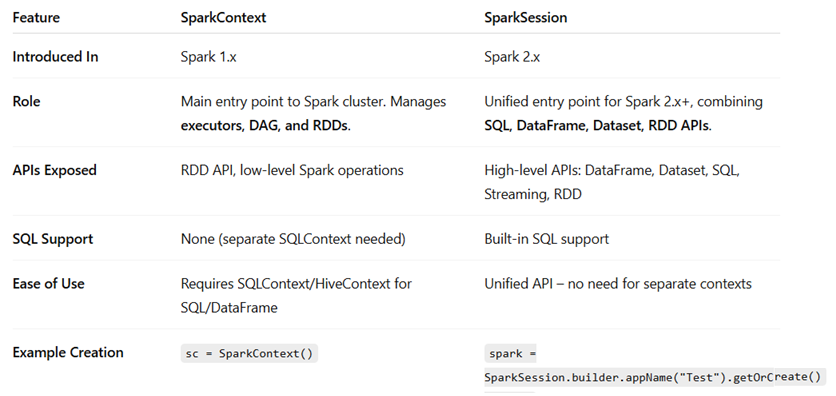 Feature SparkContext SparkSession
Introduced In Spark 1.x Spark 2.x
Role Main entry point to Spark cluster. Manages Unified entry point for Spark 2.x+, combining
executors, DAG, and RDDs. SQL, DataFrame, Dataset, RDD APIs.
APIs Exposed RDD API, low-level Spark operations High-level APIs: DataFrame, Dataset, SQL,
Streaming, RDD
SQL Support None (separate SQLContext needed) Built-in SQL support
Ease of Use Requires SQLContext/HiveContext for Unified API – no need for separate contexts
SQL/DataFrame
Example Creation sc = SparkContext() spark =
SparkSession.builder.appName("Test").getOrCreate()